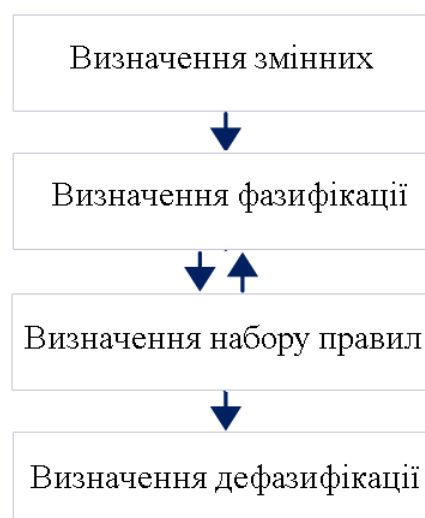 Визначення змінних
Визначення фазифікації
Визначення набору правил
Визначення дефазифікації